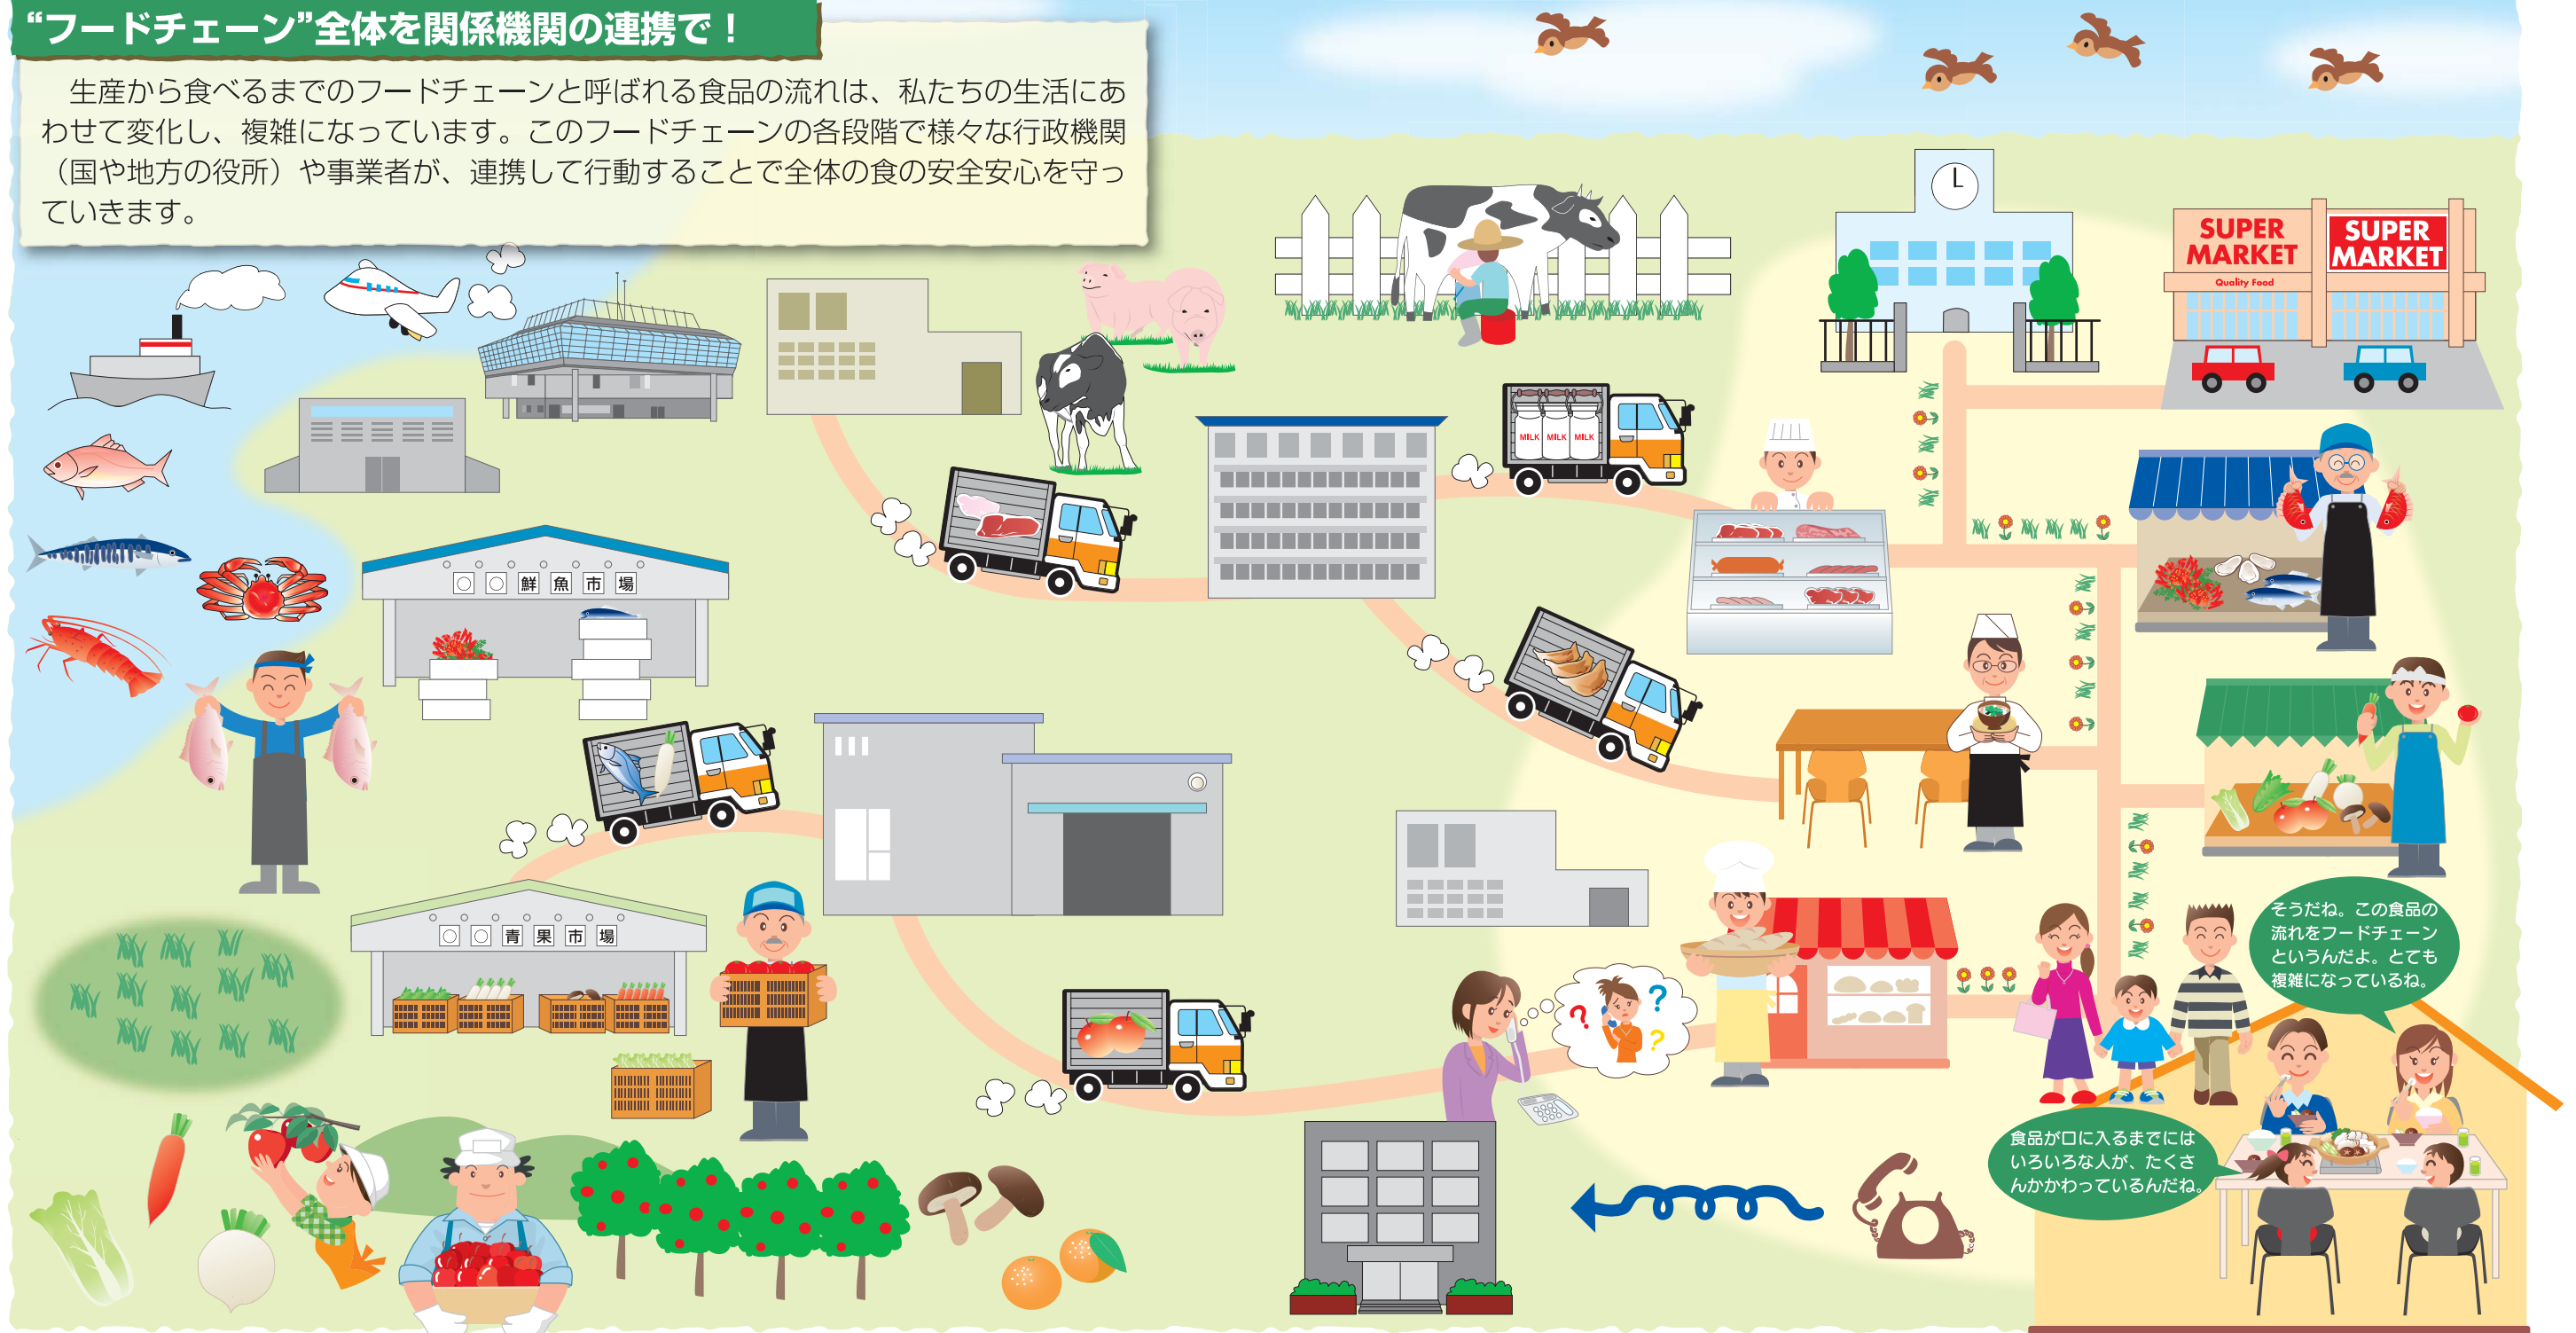 “フードチェーン”全体を関係機関の連携で！
　生産から食べるまでのフードチェーンと呼ばれる食品の流れは、私たちの生活にあ
わせて変化し、複雑になっています。このフードチェーンの各段階で様々な行政機関
（国や地方の役所）や事業者が、連携して行動することで全体の食の安全安心を守っ
ていきます。
SUPER
MARKET
Quality Food
SUPER
MARKET
MILK MILK MILK
○○鮮魚市場
○○青果市場
?
?
?
そうだね。この食品の
流れをフードチェーン
というんだよ。とても
複雑になっているね。
食品が口に入るまでには
いろいろな人が、たくさ
んかかわっているんだね。